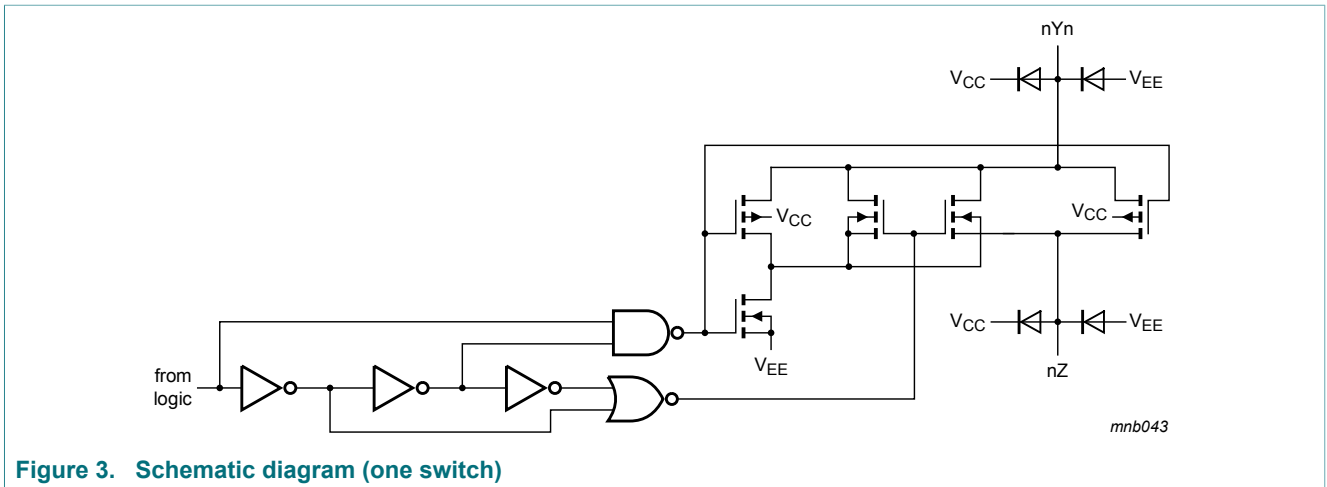 nYn
VCC
VEE
VCC
VCC
VCC
VEE
VEE
nZ
from
logic
mnb043
Figure 3. Schematic diagram (one switch)